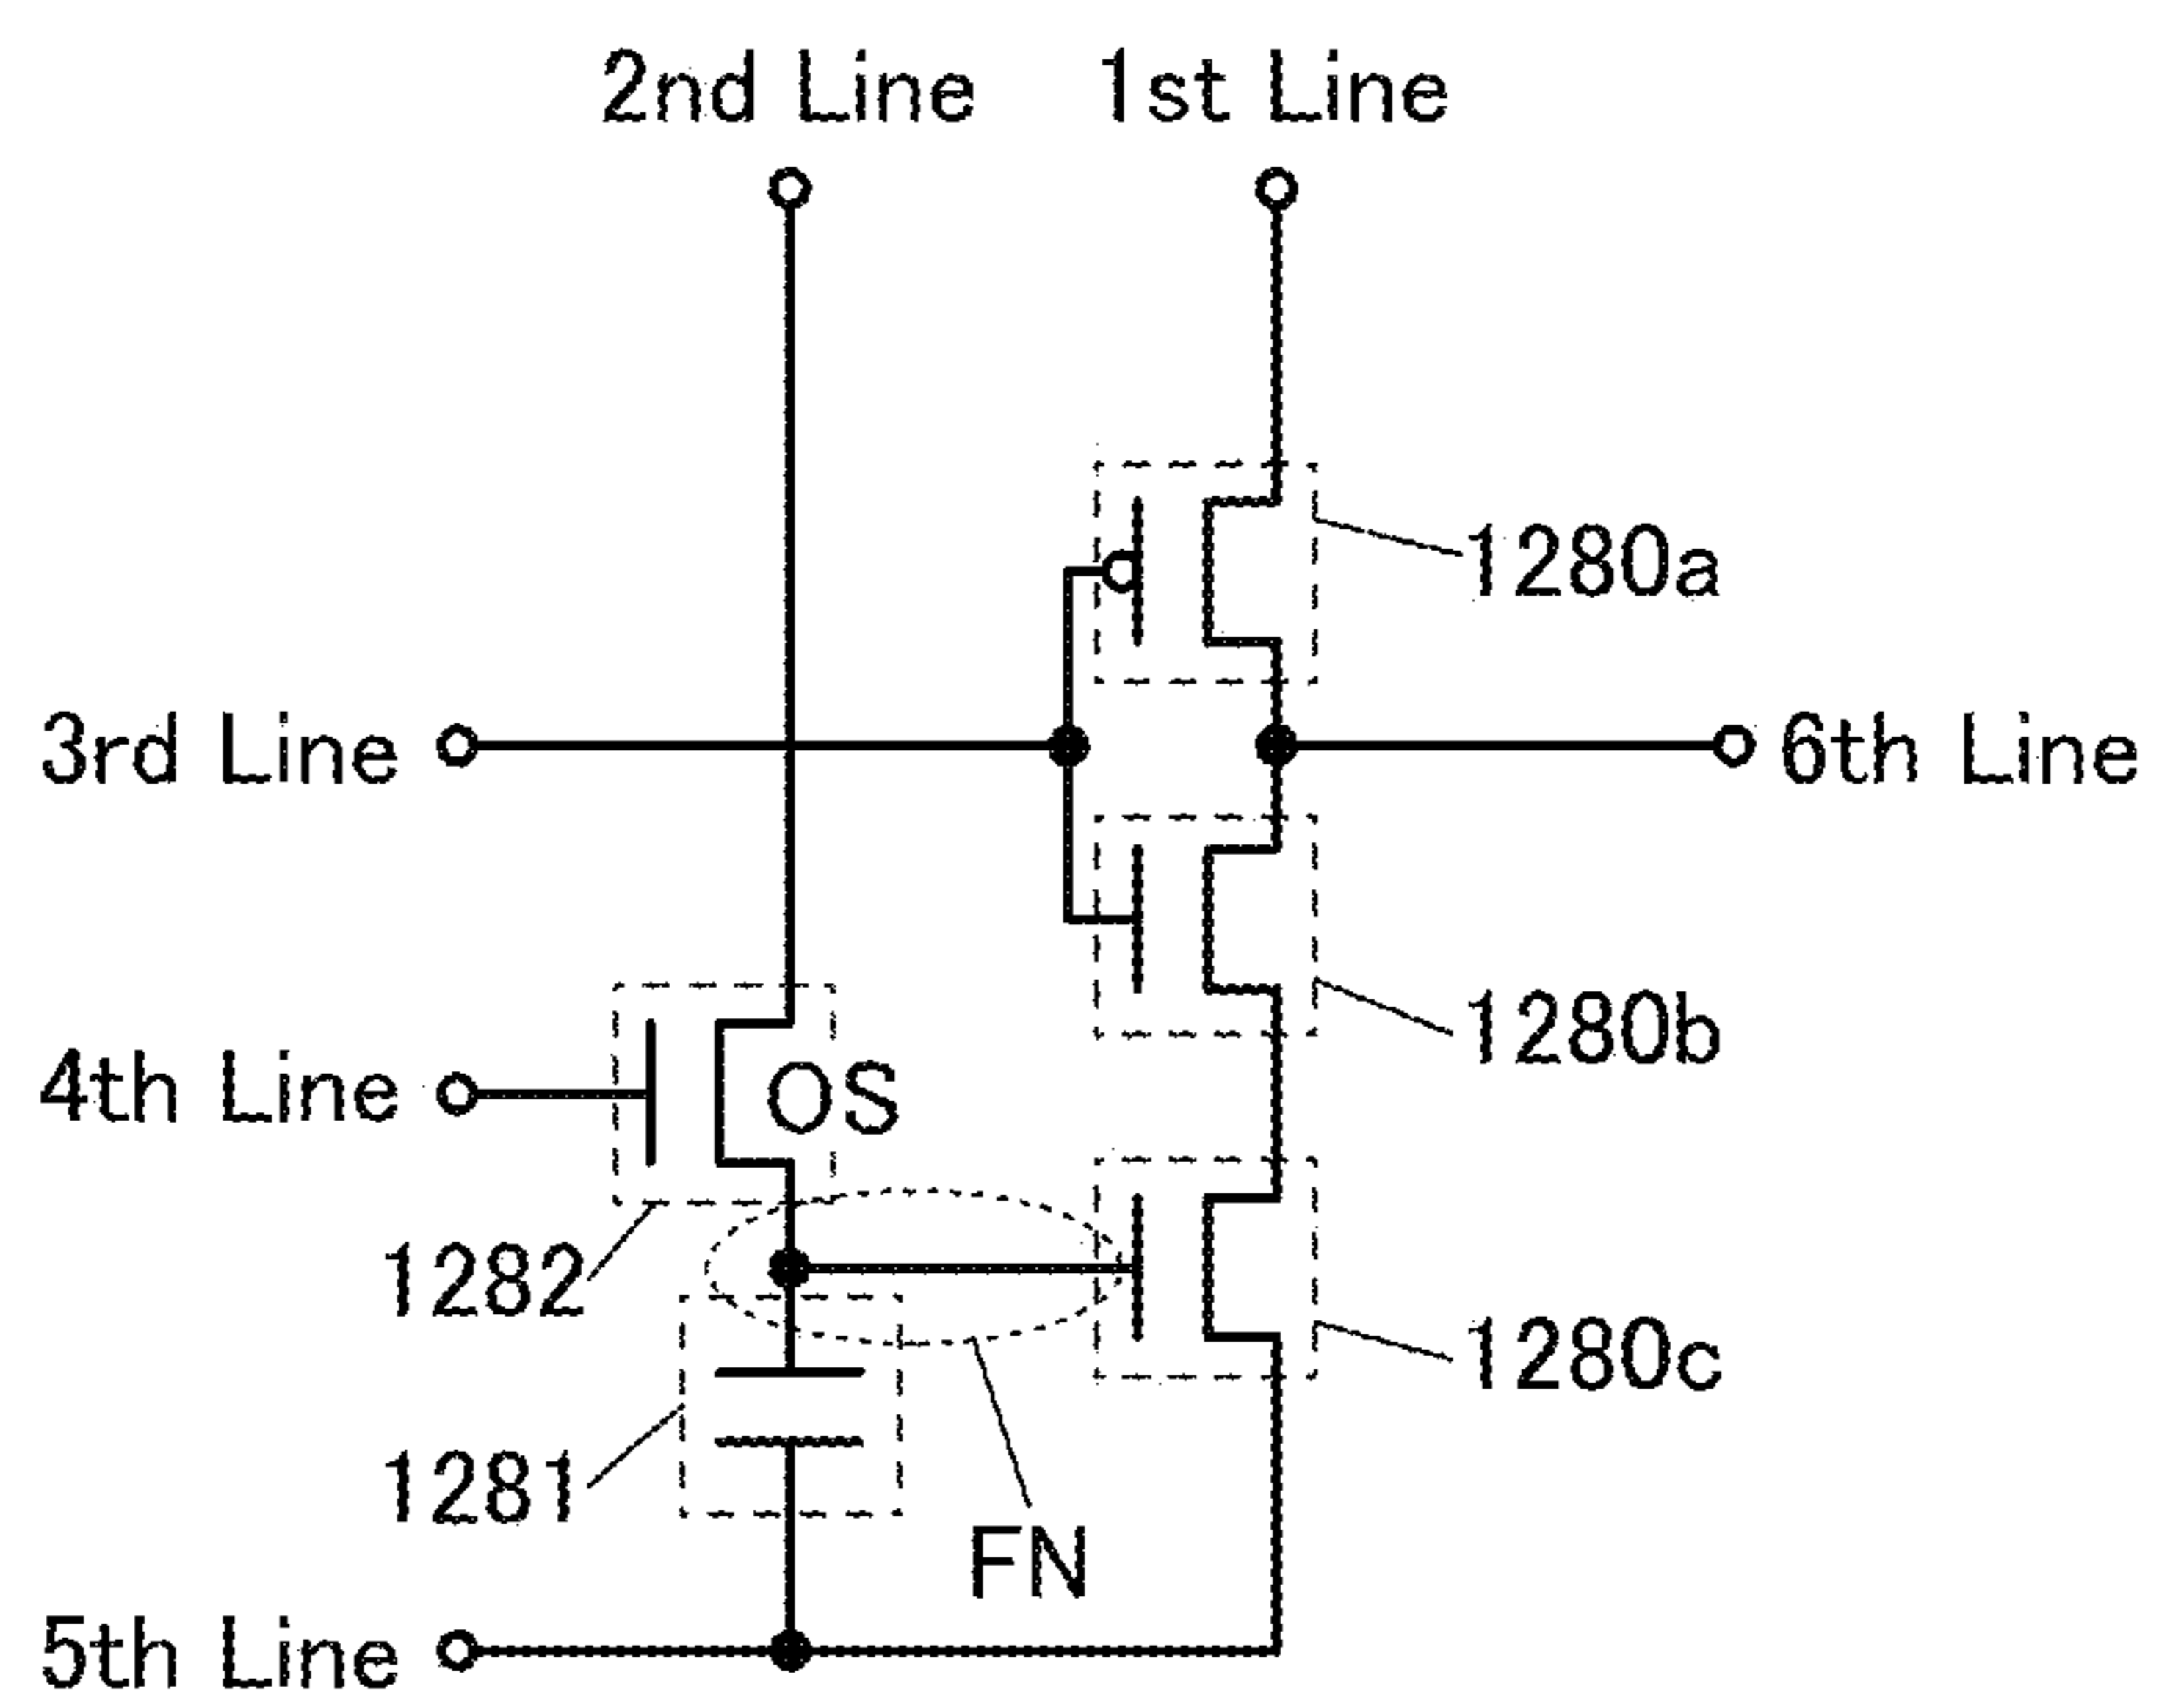 2nd Line
1st Line
1280a
3rd Line
6th Line
1280b
4th Line
OS
1282
1280c
1281
FN
5th Line